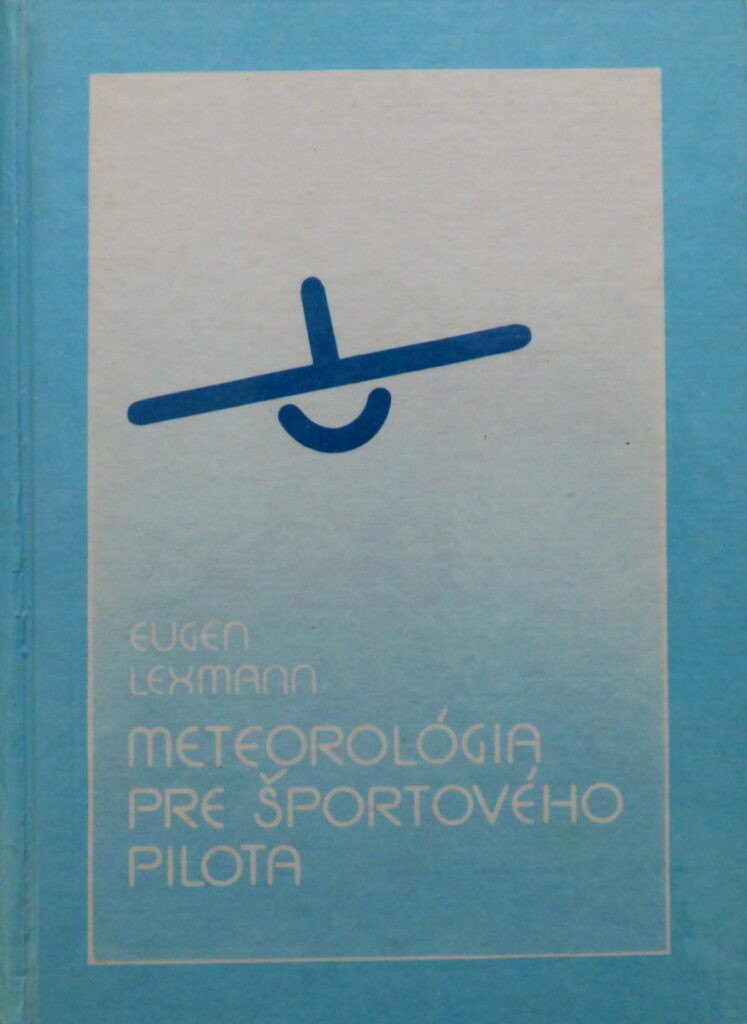 EUGEN
LEXMANN
METEOROLÓGIA
PRE ŠPORTOVÉHO
PILOTA